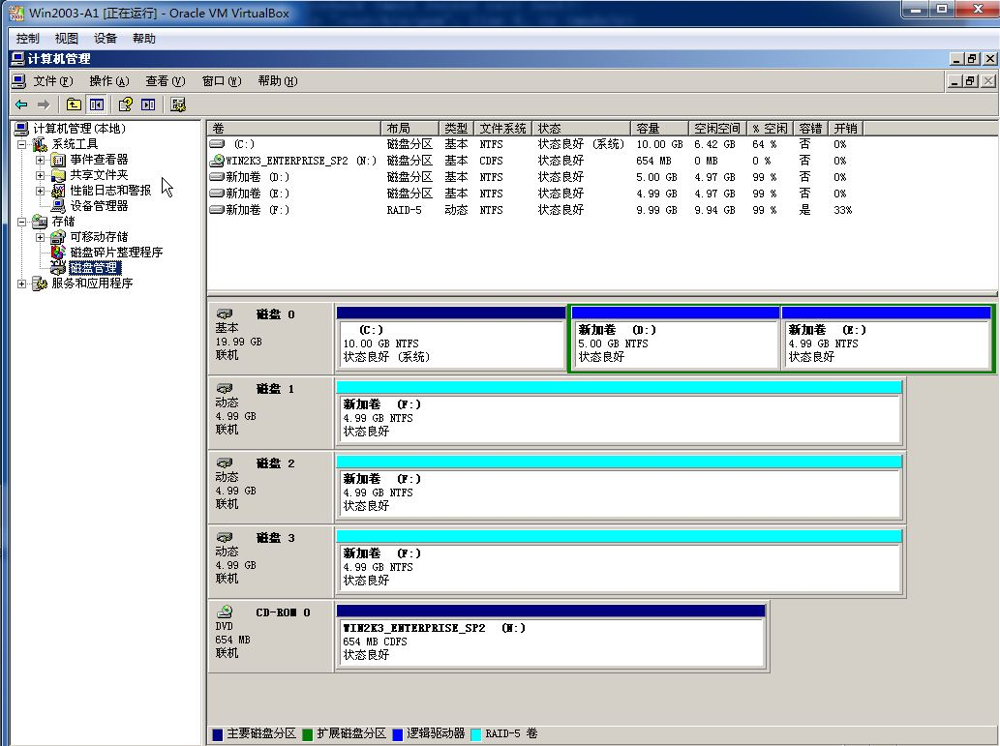 Win2003-A1 [正在运行] - Oracle VM VirtualBox
控制 视图 设备 帮助
计算机管理
文件(F) 操作(A) 查看(V) 窗口(W) 帮助(H)
计算机管理(本地)
系统工具
事件查看器
共享文件夹
性能日志和警报
设备管理器
存储
可移动存储
磁盘碎片整理程序
磁盘管理
服务和应用程序
卷 布局 类型 文件系统 状态 容量 空闲空间 % 空闲 容错 开销
(C:) 磁盘分区 基本 NTFS 状态良好 (系统) 10.00 GB 6.42 GB 64 % 否 0%
WIN2K3_ENTERPRISE_SP2 (N:) 磁盘分区 基本 CDFS 状态良好 654 MB 0 MB 0 % 否 0%
新加卷 (D:) 磁盘分区 基本 NTFS 状态良好 5.00 GB 4.97 GB 99 % 否 0%
新加卷 (E:) 磁盘分区 基本 NTFS 状态良好 4.99 GB 4.97 GB 99 % 否 0%
新加卷 (F:) RAID-5 动态 NTFS 状态良好 9.99 GB 9.94 GB 99 % 是 33%
磁盘 0
基本
19.99 GB
联机
(C:)
10.00 GB NTFS
状态良好 (系统)
新加卷 (D:)
5.00 GB NTFS
状态良好
新加卷 (E:)
4.99 GB NTFS
状态良好
磁盘 1
动态
4.99 GB
联机
新加卷 (F:)
4.99 GB NTFS
状态良好
磁盘 2
动态
4.99 GB
联机
新加卷 (F:)
4.99 GB NTFS
状态良好
磁盘 3
动态
4.99 GB
联机
新加卷 (F:)
4.99 GB NTFS
状态良好
CD-ROM 0
DVD
654 MB
联机
WIN2K3_ENTERPRISE_SP2 (N:)
654 MB CDFS
状态良好
主要磁盘分区 扩展磁盘分区 逻辑驱动器 RAID-5 卷